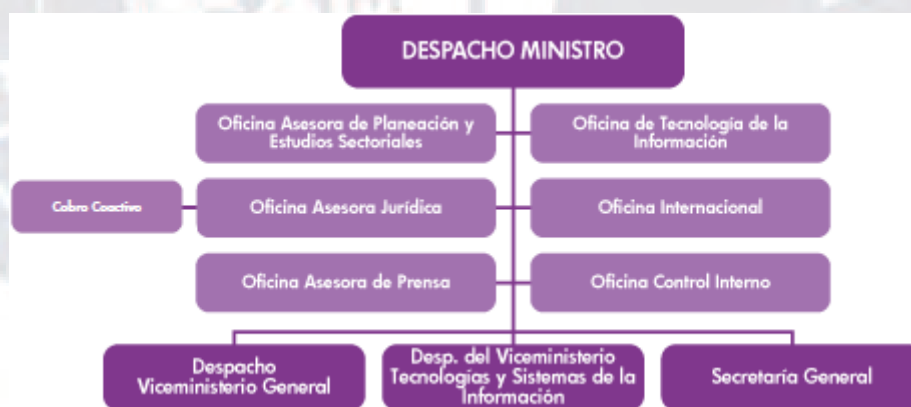 DESPACHO MINISTRO
Oficina Asesora de Planeación y
Estudios Sectoriales
Oficina de Tecnología de la
Información
Cobro Coactivo
Oficina Asesora Jurídica
Oficina Internacional
Oficina Asesora de Prensa
Oficina Control Interno
Despacho
Viceministerio General
Desp. del Viceministerio
Tecnologías y Sistemas de la
Información
Secretaría General